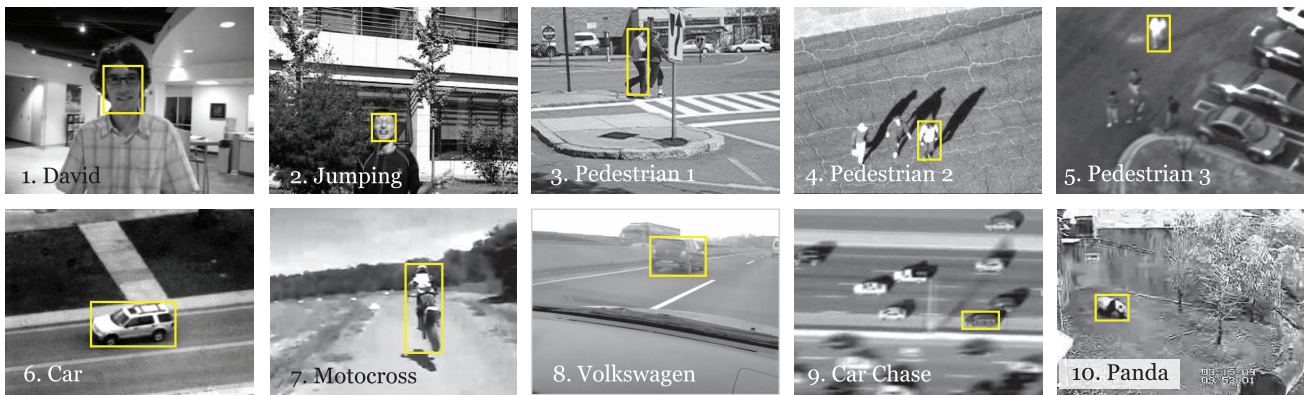 1. David
2. Jumping
3. Pedestrian 1
4. Pedestrian 2
5. Pedestrian 3
6. Car
7. Motocross
8. Volkswagen
9. Car Chase
10. Panda